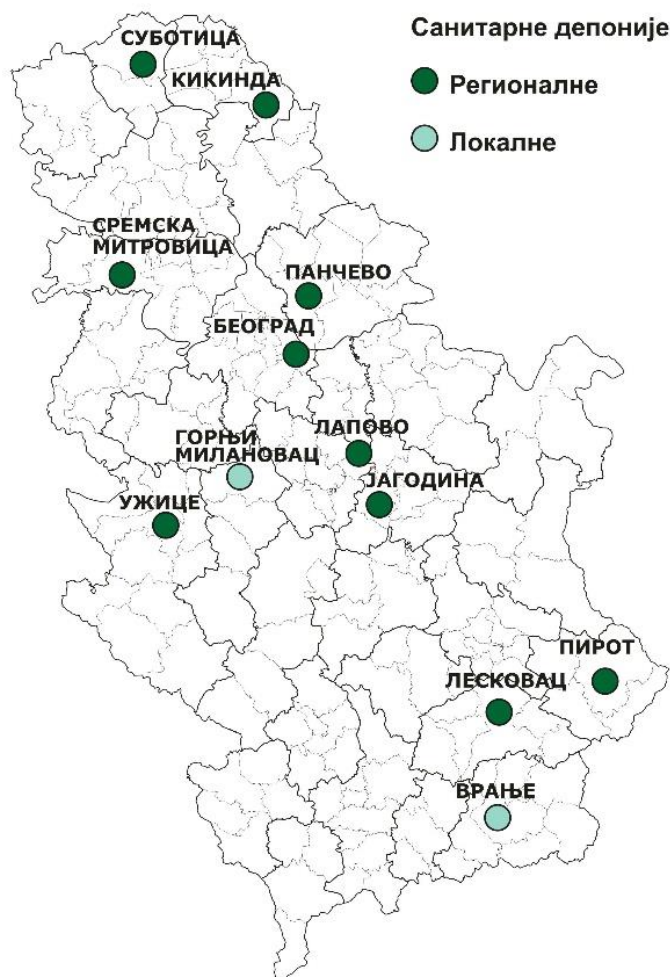 Санитарне депоније
Регионалне
Локалне
СУБОТИЦА
КИКИНДА
СРЕМСКА
МИТРОВИЦА
ПАНЧЕВО
БЕОГРАД
ЛАПОВО
ГОРЊИ
МИЛАНОВАЦ
ЈАГОДИНА
УЖИЦЕ
ПИРОТ
ЛЕСКОВАЦ
ВРАЊЕ